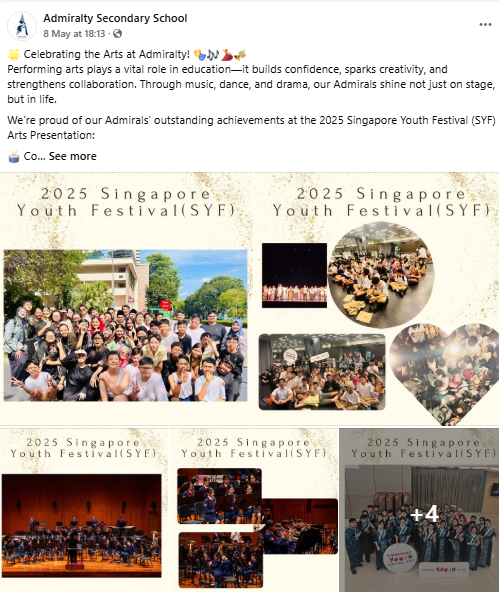 Admiralty Secondary School
8 May at 18:13 ·
🌟 Celebrating the Arts at Admiralty! 🎭🎶💃🎺
Performing arts plays a vital role in education—it builds confidence, sparks creativity, and
strengthens collaboration. Through music, dance, and drama, our Admirals shine not just on stage,
but in life.
We're proud of our Admirals' outstanding achievements at the 2025 Singapore Youth Festival (SYF)
Arts Presentation:
🥁 Co... See more
2025 Singapore
Youth Festival(SYF)
2025 Singapore
Youth Festival(SYF)
2025 Singapore
Youth Festival(SYF)
2025 Singapore
Youth Festival(SYF)
2025 Singapore
Youth Festival(SYF)
+4